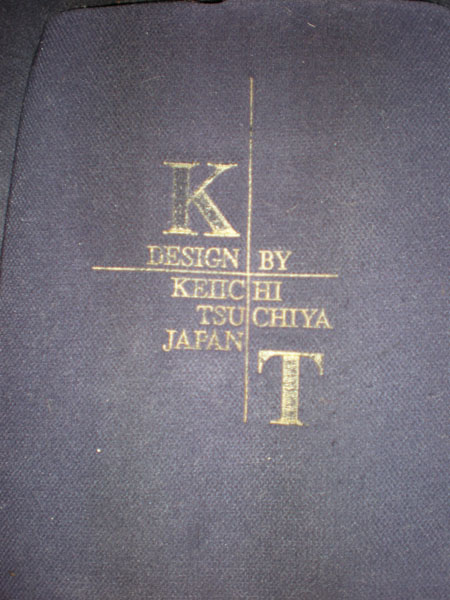 K
DESIGN BY
KEIICHI
TSUCHIYA
JAPAN
T